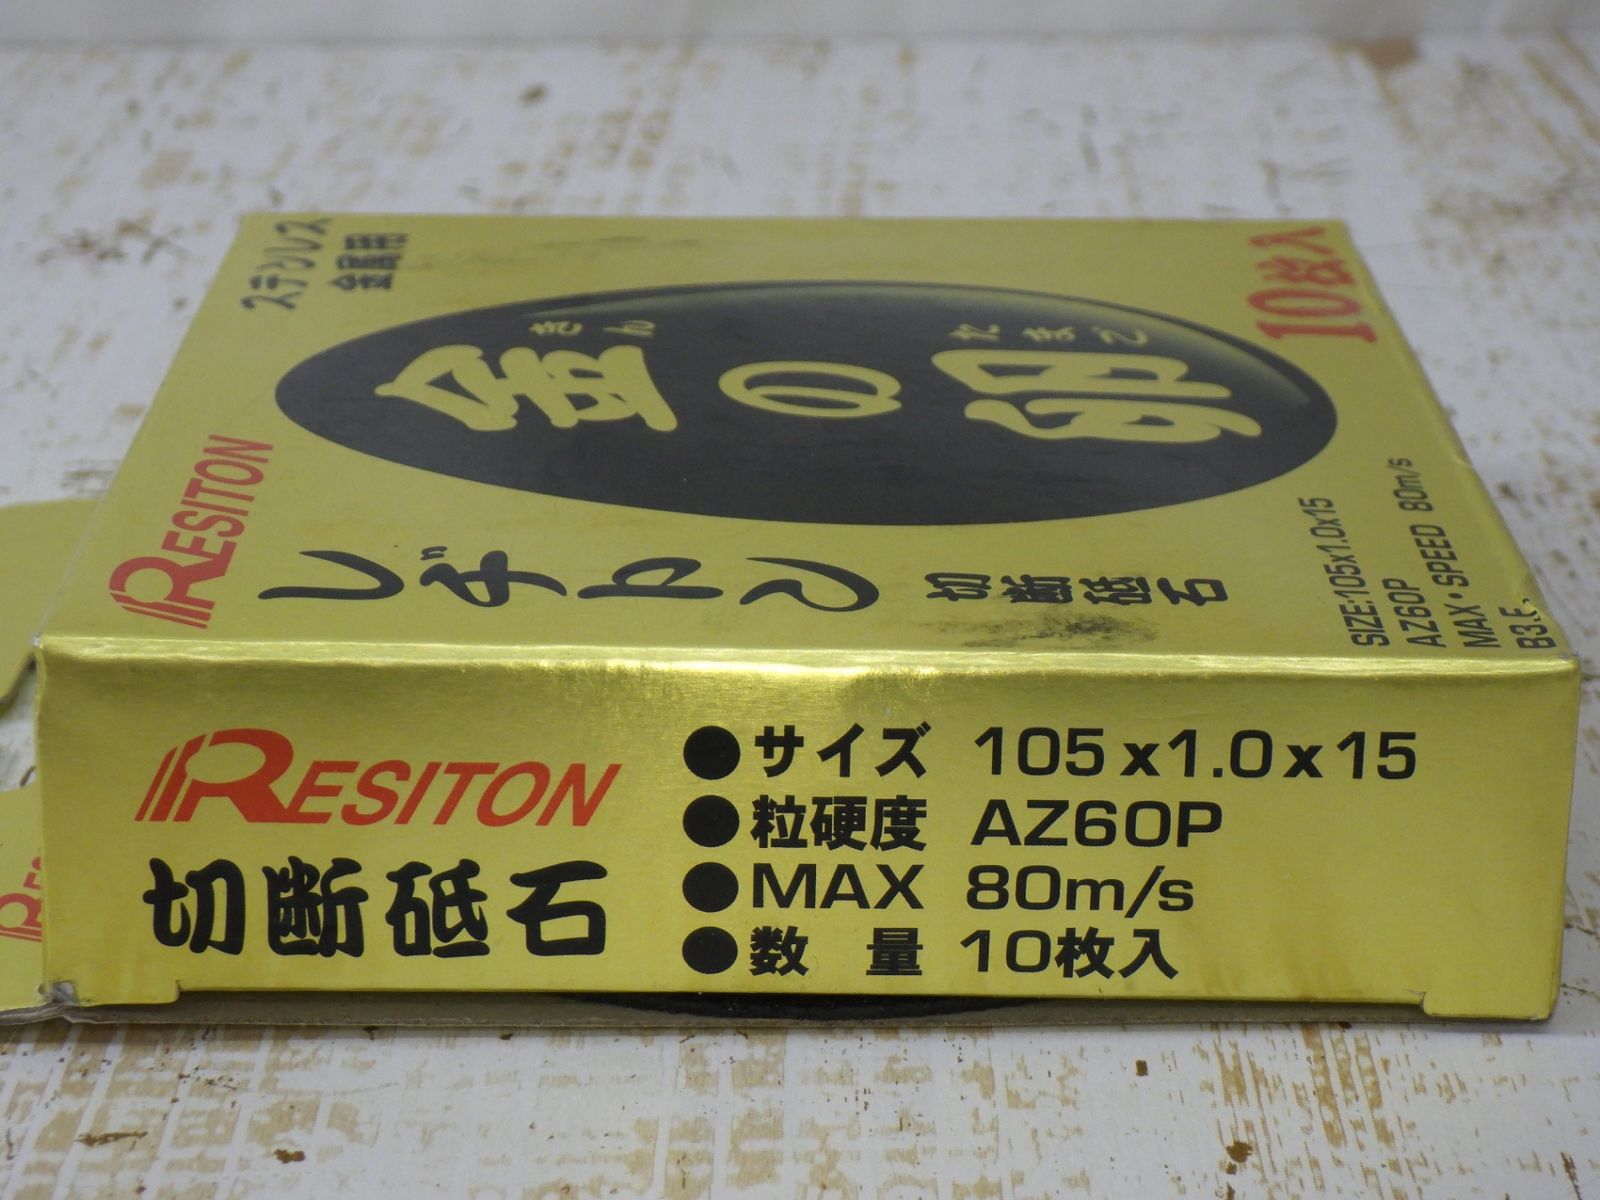 ステンレス
金属用
10枚入
きん たまご
金の卵
RESITON
レヂトン
切断砥石
SIZE:105x1.0x15
AZ60P
MAX・SPEED 80m/s
RESITON
切断砥石
●サイズ 105x1.0x15
●粒硬度 AZ60P
●MAX 80m/s
●数量 10枚入